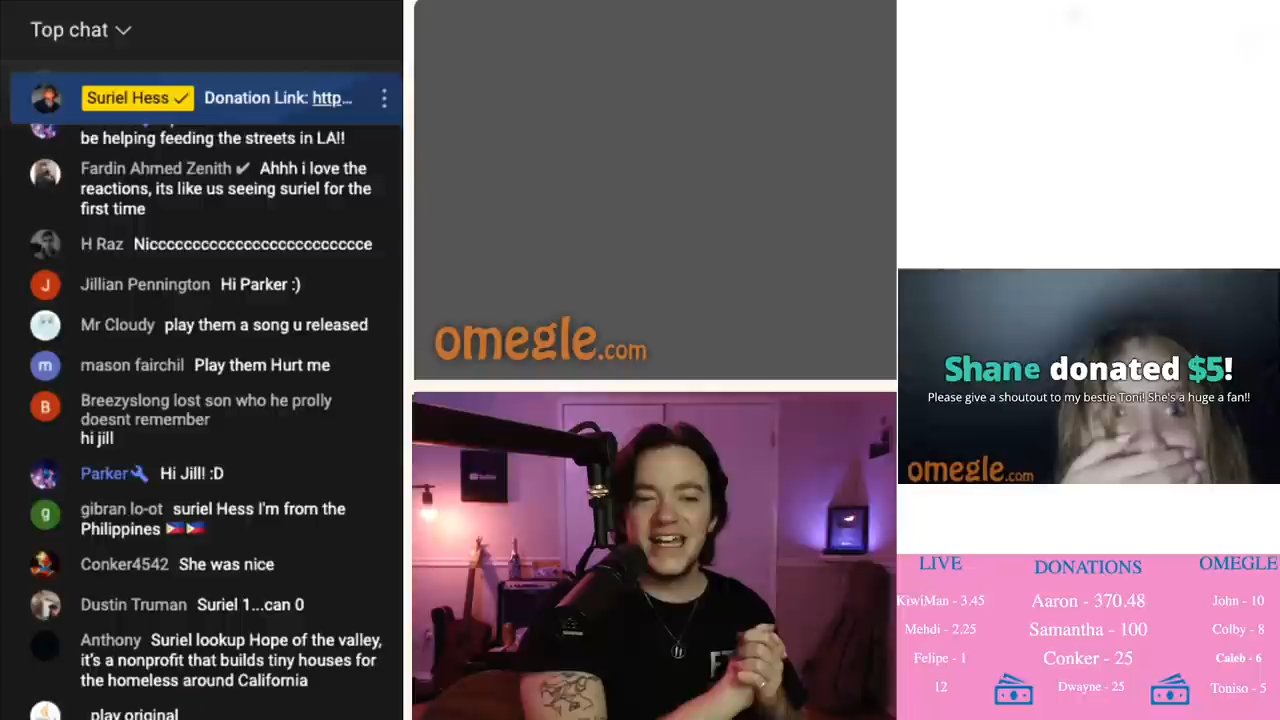 Top chat
Suriel Hess Donation Link: http…
be helping feeding the streets in LA!!
Fardin Ahmed Zenith Ahhh i love the
reactions, its like us seeing suriel for the
first time
H Raz Nicccccccccccccccccccccccccce
Jillian Pennington Hi Parker :)
Mr Cloudy play them a song u released
mason fairchil Play them Hurt me
Breezyslong lost son who he prolly
doesnt remember
hi jill
Parker Hi Jill! :D
gibran lo-ot suriel Hess I'm from the
Philippines 🇵🇭🇵🇭
Conker4542 She was nice
Dustin Truman Suriel 1...can 0
Anthony Suriel lookup Hope of the valley,
it's a nonprofit that builds tiny houses for
the homeless around California
play original
omegle.com
Shane donated $5!
Please give a shoutout to my bestie Toni! She's a huge a fan!!
omegle.com
LIVE
KiwiMan - 3.45
Mehdi - 2.25
Felipe - 1
12
DONATIONS
Aaron - 370.48
Samantha - 100
Conker - 25
Dwayne - 25
OMEGLE
John - 10
Colby - 8
Caleb - 6
Toniso - 5